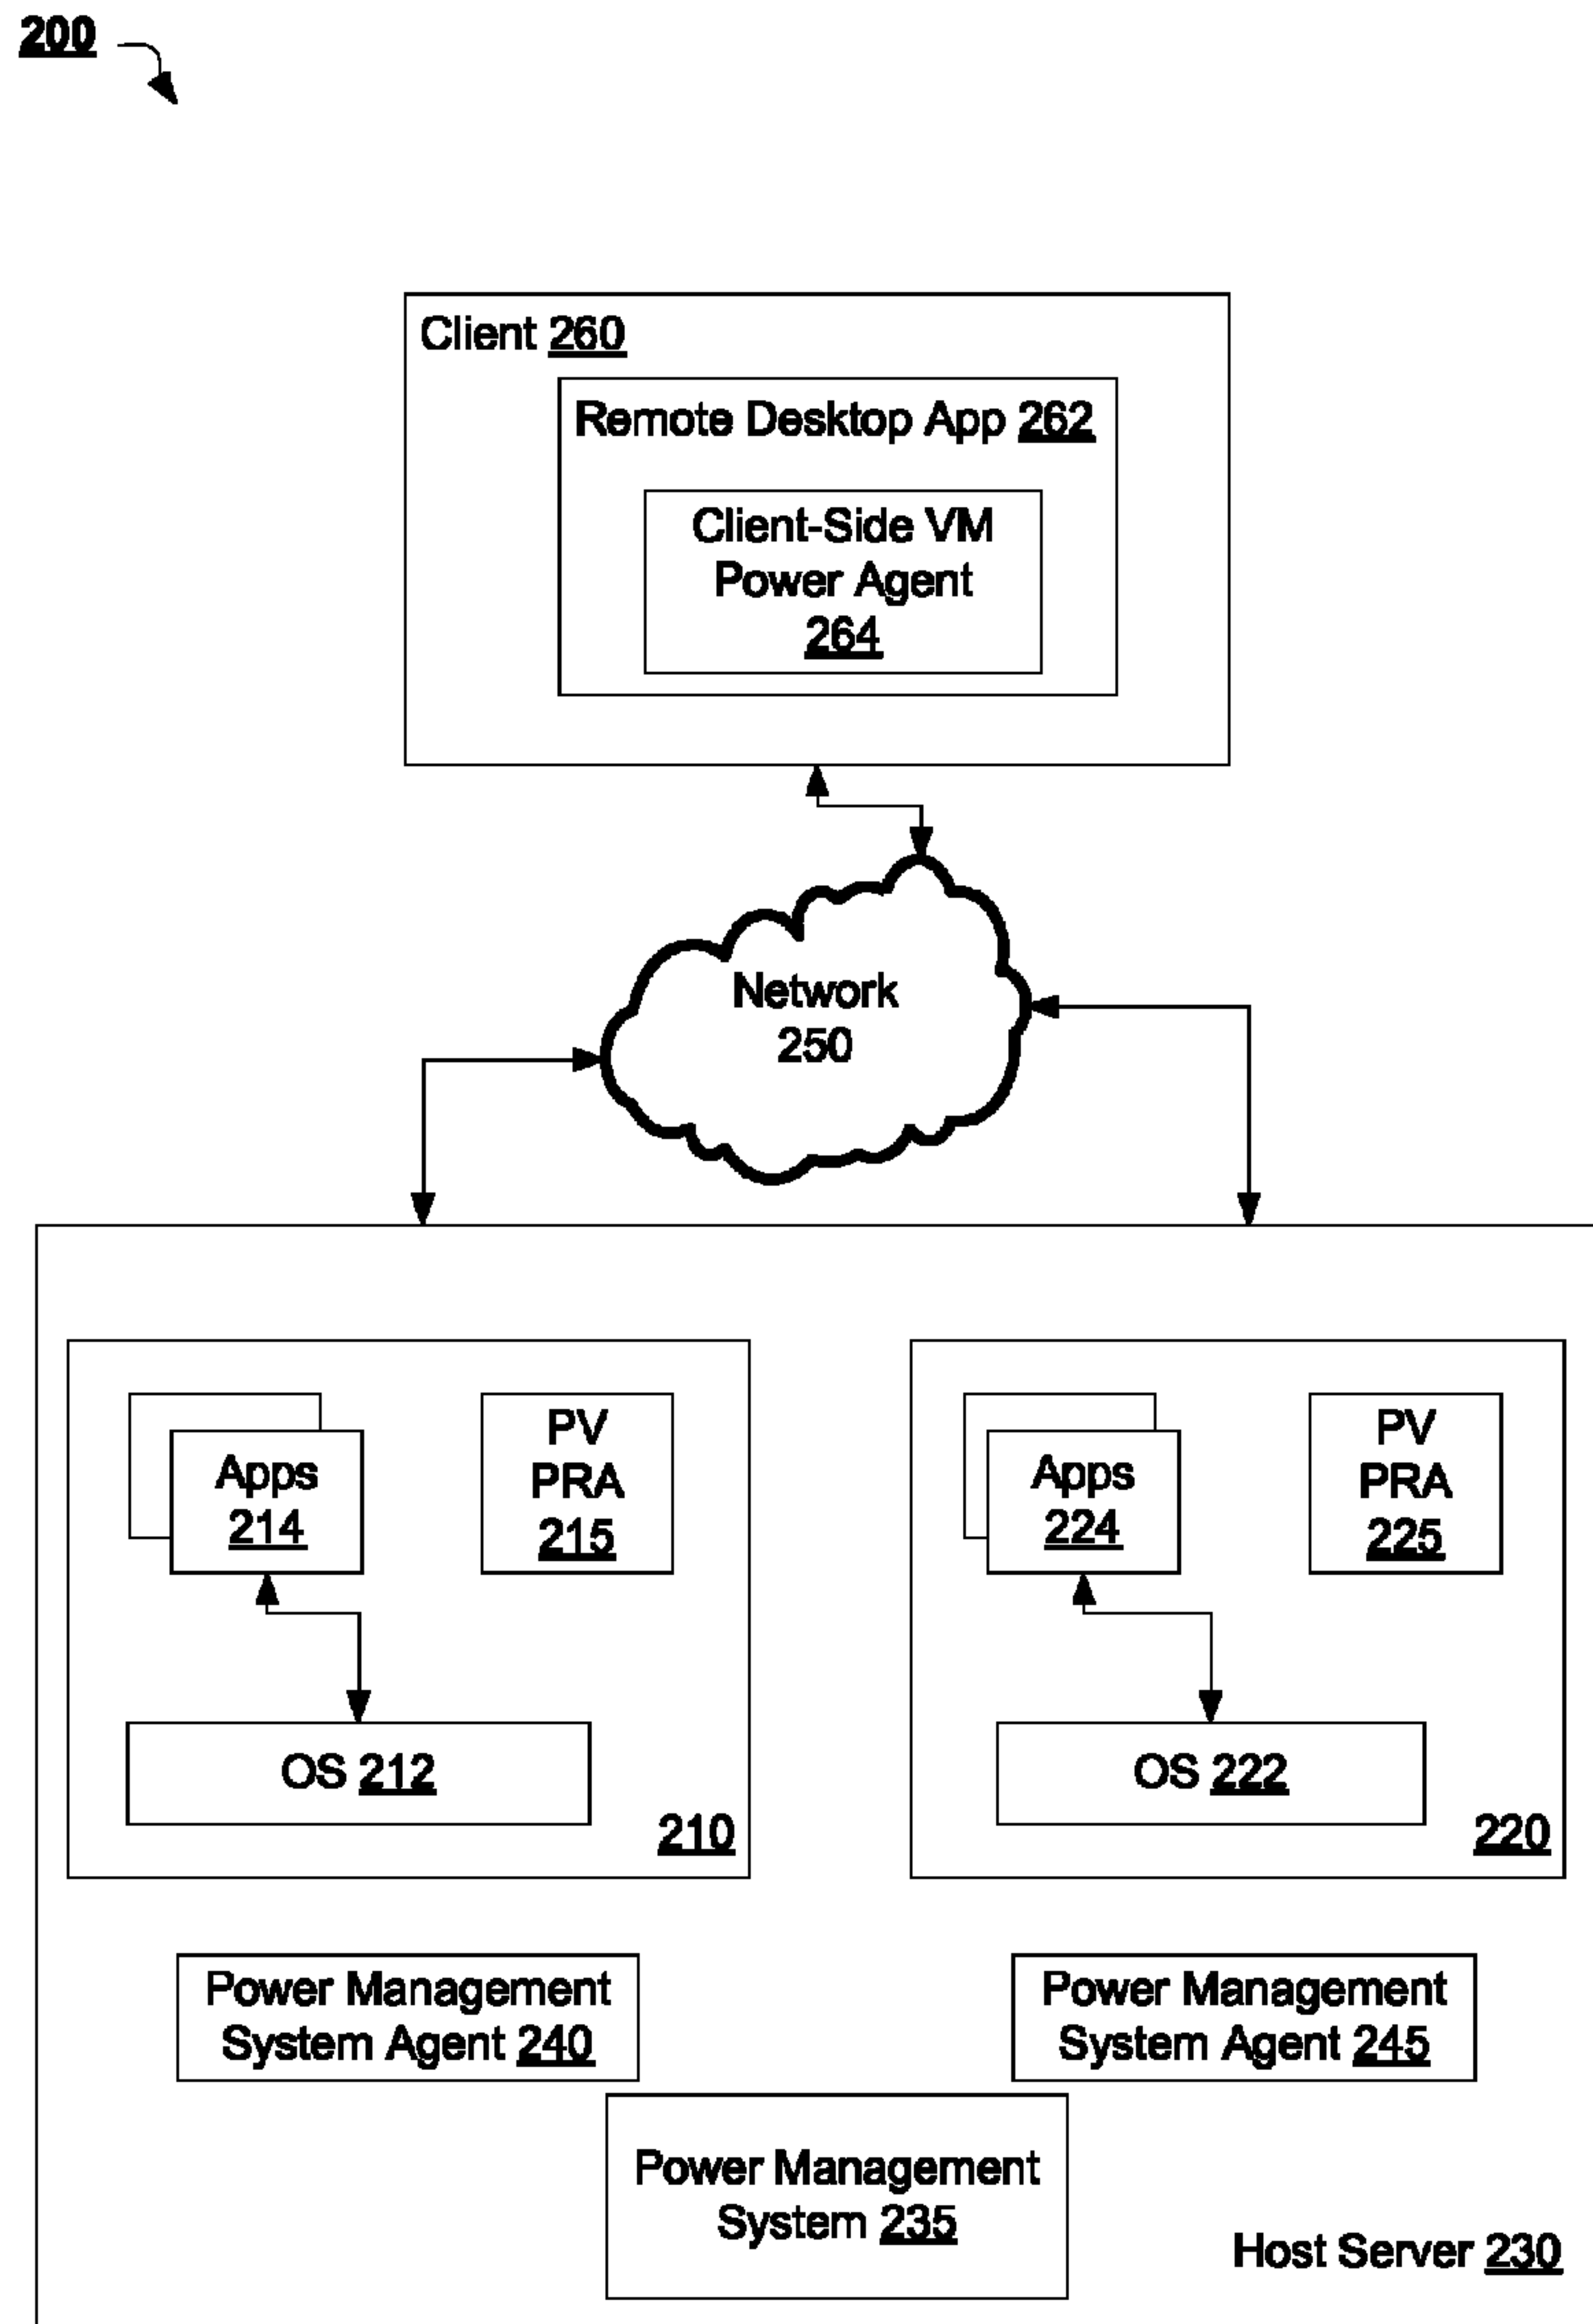 200
Client 260
Remote Desktop App 262
Client-Side VM
Power Agent
264
Network
250
Apps
214
PV
PRA
215
Apps
224
PV
PRA
225
OS 212
OS 222
210
220
Power Management
System Agent 240
Power Management
System Agent 245
Power Management
System 235
Host Server 230